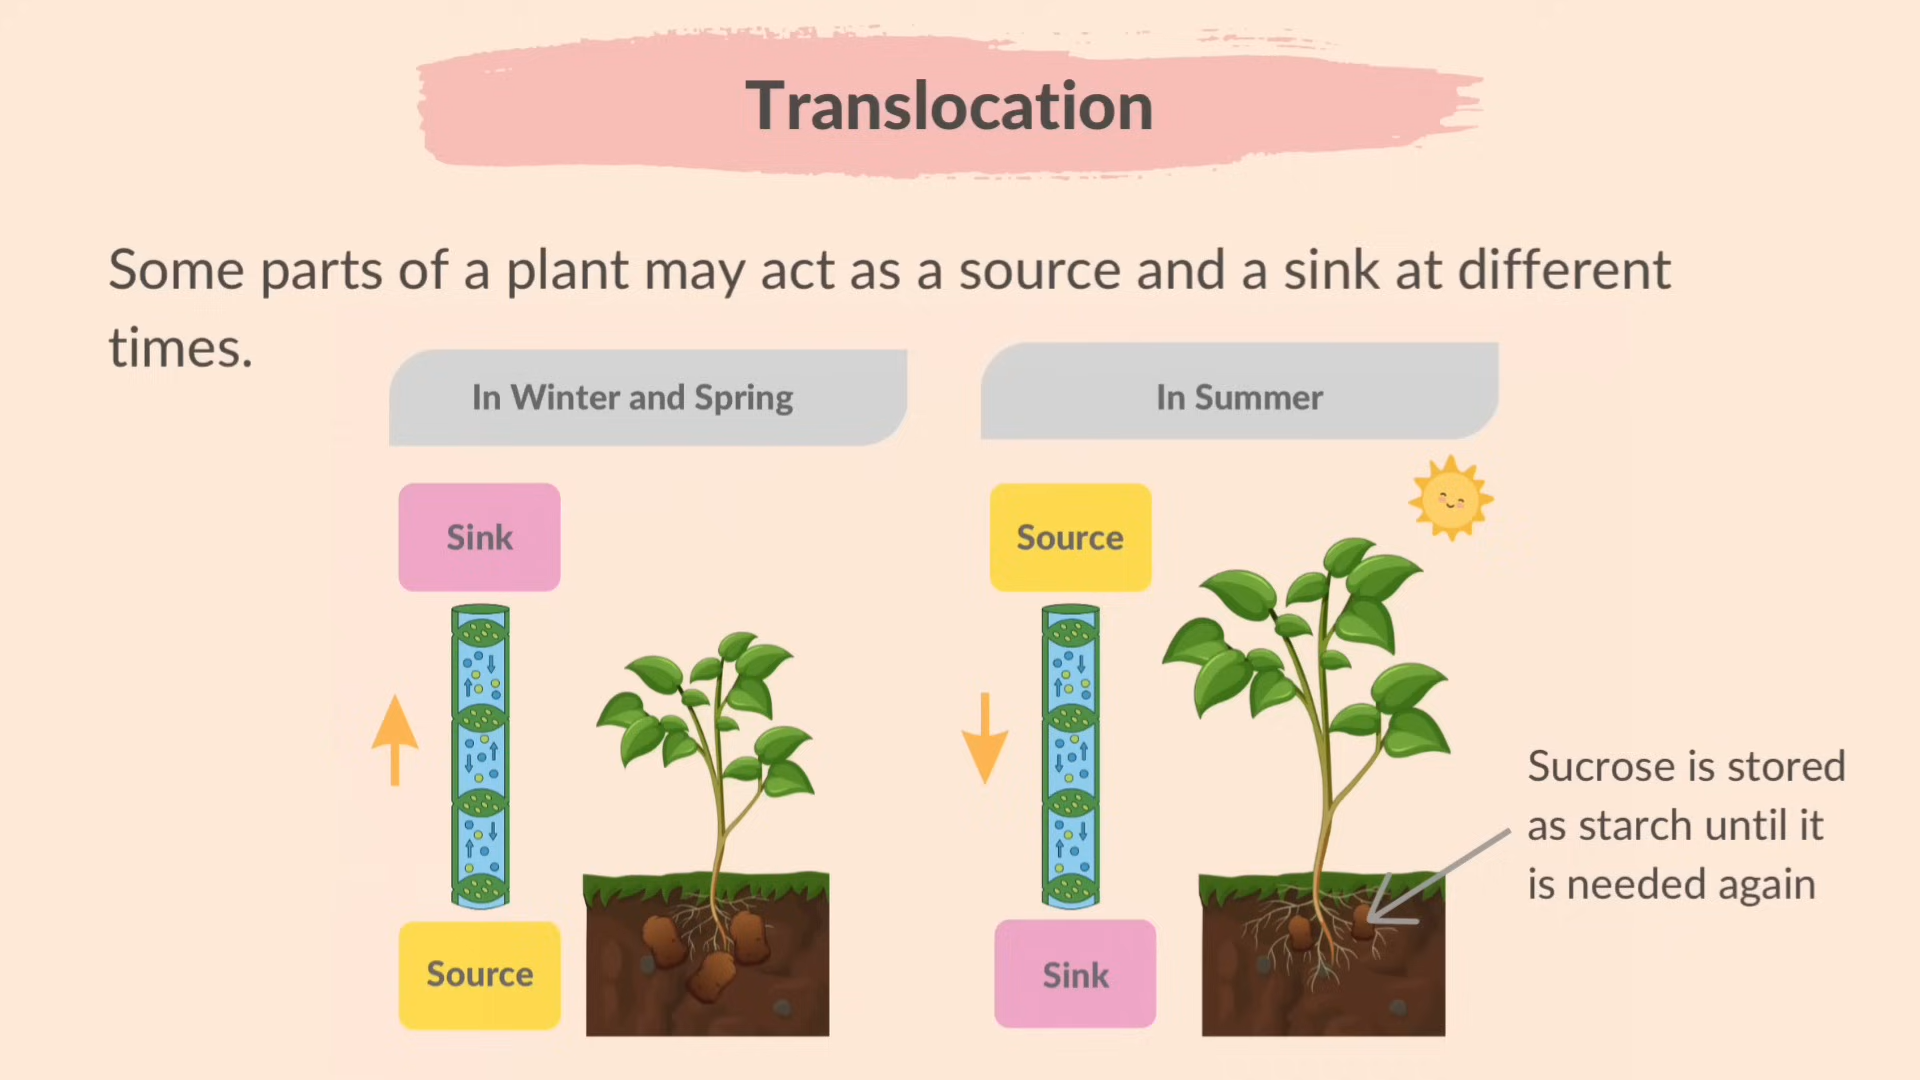 Translocation
Some parts of a plant may act as a source and a sink at different
times.
In Winter and Spring
In Summer
Sink
Source
Source
Sink
Sucrose is stored
as starch until it
is needed again